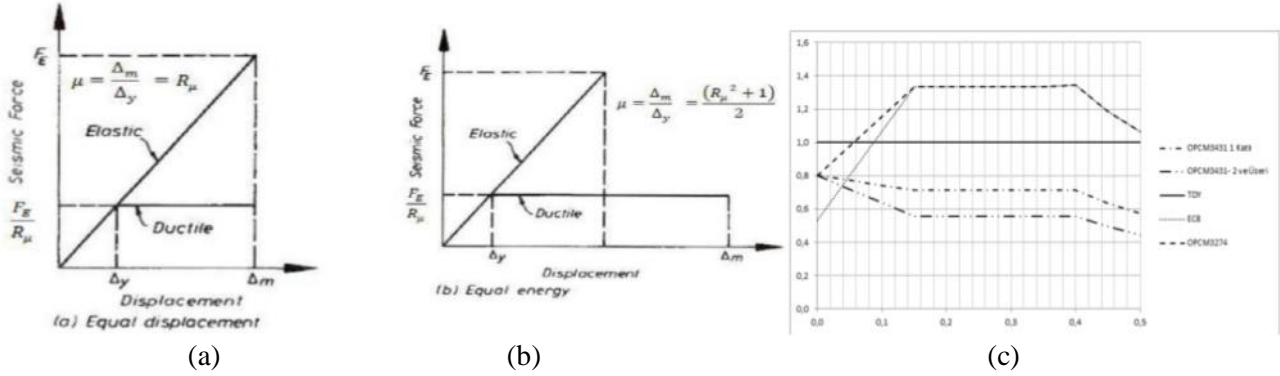 F_E
Seismic Force
μ = Δm/Δy = Rμ
Elastic
F_E/Rμ
Ductile
Δy
Δm
Displacement
(a) Equal displacement
(a)
F_E
Seismic Force
μ = Δm/Δy = (Rμ² + 1)/2
Elastic
F_E/Rμ
Ductile
Δy
Δm
Displacement
(b) Equal energy
(b)
1,6
1,4
1,2
1,0
0,8
0,6
0,4
0,2
0,0
0,0 0,1 0,2 0,3 0,4 0,5
OPCM3431 1 Katlı
OPCM3431- 2 ve Üzeri
TDY
EC8
OPCM3274
(c)